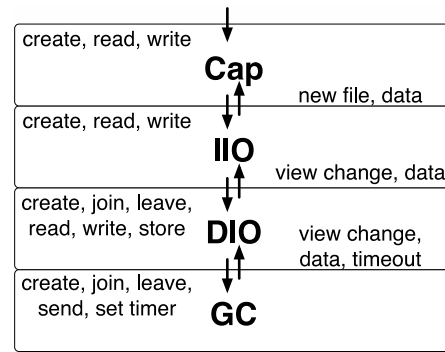 create, read, write
Cap
new file, data
create, read, write
IIO
view change, data
create, join, leave,
read, write, store
DIO
view change,
data, timeout
create, join, leave,
send, set timer
GC